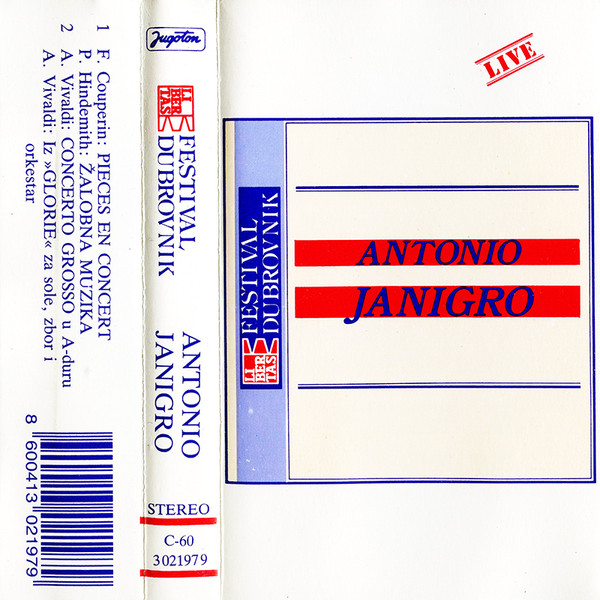 1 F. Couperin: PIECES EN CONCERT
P. Hindemith: ŽALOBNA MUZIKA
2 A. Vivaldi: CONCERTO GROSSO u A-duru
A. Vivaldi: Iz »GLORIE« za sole, zbor i
orkestar
8 600413 021979
Jugoton
LI
BER
TAS
FESTIVAL
DUBROVNIK
ANTONIO
JANIGRO
STEREO
C-60
3021979
LIVE
LI
BER
TAS
FESTIVAL
DUBROVNIK
ANTONIO
JANIGRO